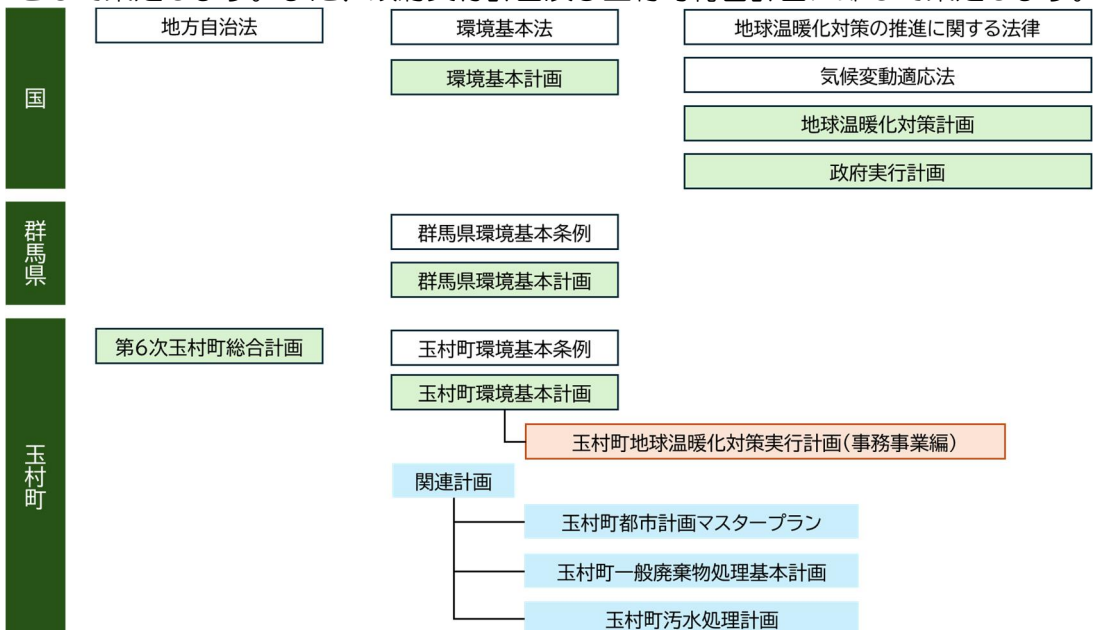 地方自治法
環境基本法
地球温暖化対策の推進に関する法律
国
環境基本計画
気候変動適応法
地球温暖化対策計画
政府実行計画
群馬県
群馬県環境基本条例
群馬県環境基本計画
玉村町
第6次玉村町総合計画
玉村町環境基本条例
玉村町環境基本計画
玉村町地球温暖化対策実行計画(事務事業編)
関連計画
玉村町都市計画マスタープラン
玉村町一般廃棄物処理基本計画
玉村町汚水処理計画